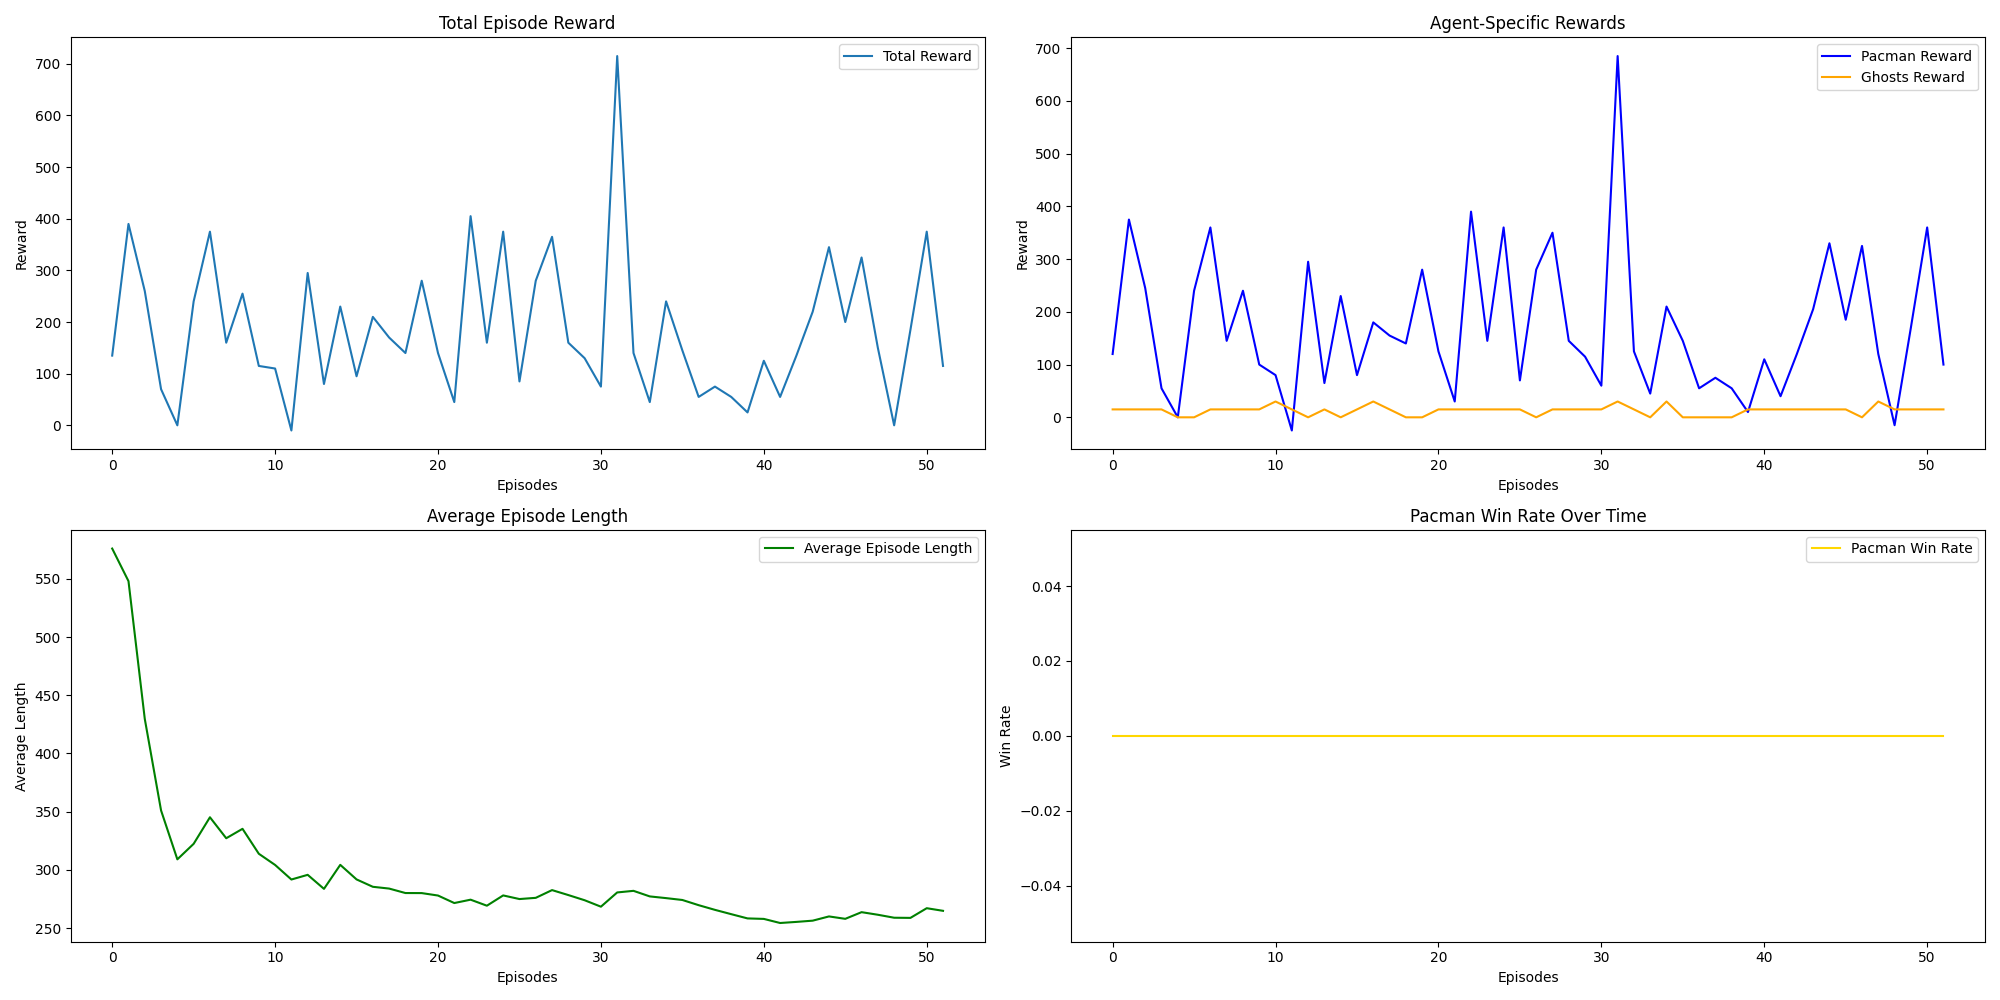 Total Episode Reward
Total Reward
Reward
700
600
500
400
300
200
100
0
0 10 20 30 40 50
Episodes
Agent-Specific Rewards
Pacman Reward
Ghosts Reward
Reward
700
600
500
400
300
200
100
0
0 10 20 30 40 50
Episodes
Average Episode Length
Average Episode Length
Average Length
550
500
450
400
350
300
250
0 10 20 30 40 50
Episodes
Pacman Win Rate Over Time
Pacman Win Rate
Win Rate
0.04
0.02
0.00
−0.02
−0.04
0 10 20 30 40 50
Episodes